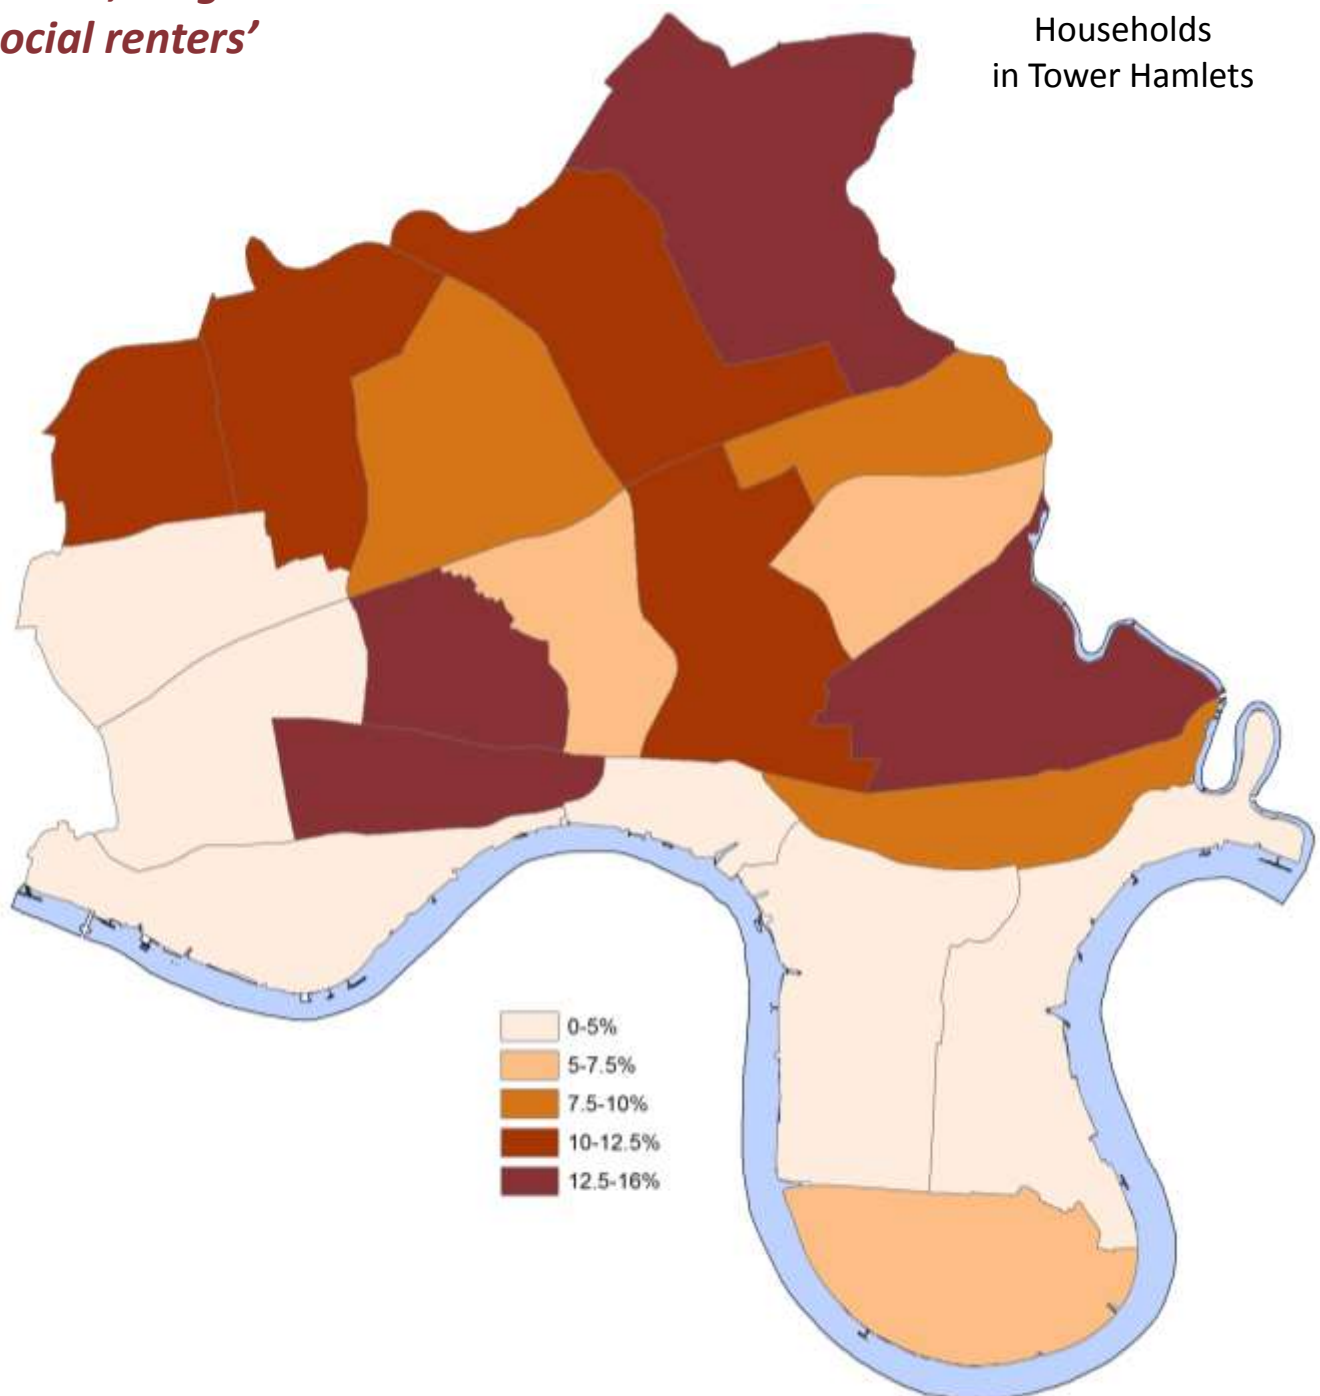 ocial renters’
Households
in Tower Hamlets
0-5%
5-7.5%
7.5-10%
10-12.5%
12.5-16%